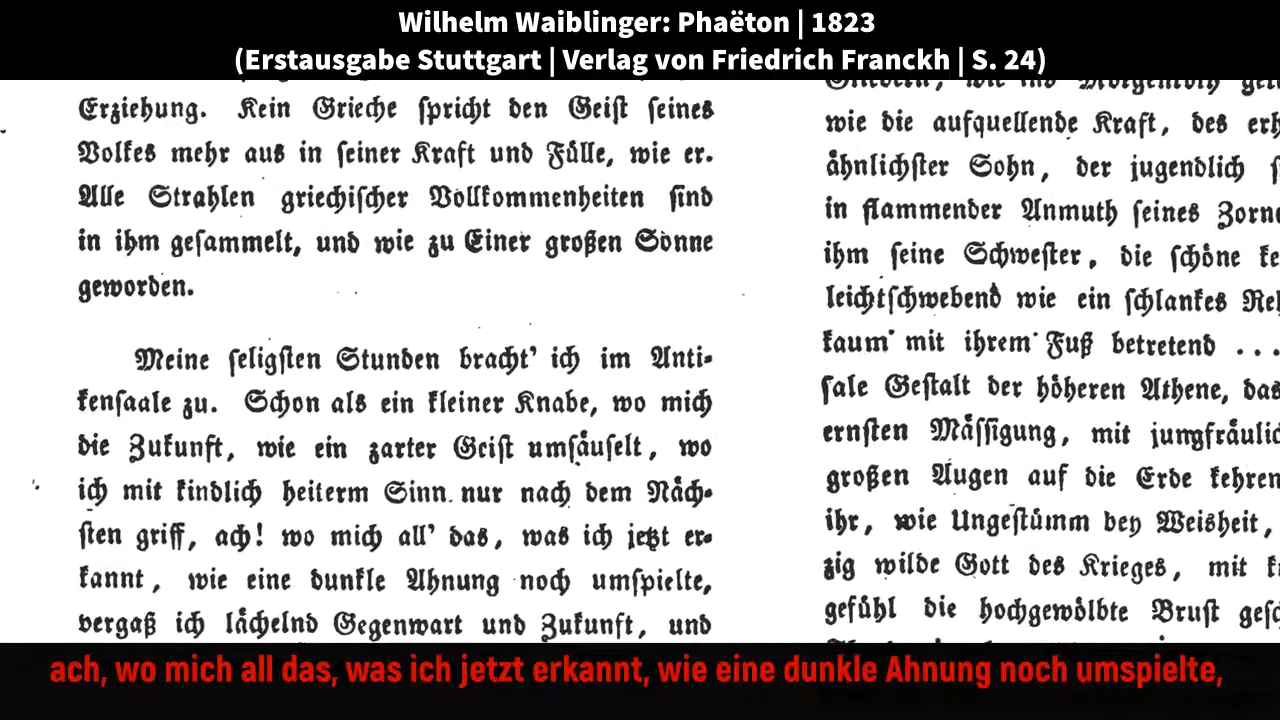 Wilhelm Waiblinger: Phaëton | 1823
(Erstausgabe Stuttgart | Verlag von Friedrich Franckh | S. 24)
Erziehung. Kein Grieche ſpricht den Geiſt ſeines
Volkes mehr aus in ſeiner Kraft und Fülle, wie er.
Alle Strahlen griechiſcher Vollkommenheiten ſind
in ihm geſammelt, und wie zu Einer großen Sonne
geworden.
Meine ſeligſten Stunden bracht’ ich im Anti-
kenſaale zu. Schon als ein kleiner Knabe, wo mich
die Zukunft, wie ein zarter Geiſt umſäuſelt, wo
ich mit kindlich heiterm Sinn nur nach dem Näch-
ſten griff, ach! wo mich all’ das, was ich jetzt er-
kannt, wie eine dunkle Ahnung noch umſpielte,
vergaß ich lächelnd Gegenwart und Zukunft, und
wie die aufquellende Kraft, des
ähnlichſter Sohn, der jugendlich
in flammender Anmuth ſeines
ihm ſeine Schweſter, die ſchöne
leichtſchwebend wie ein ſchlankes
kaum mit ihrem Fuß betretend ...
ſale Geſtalt der höheren Athene, das
ernſten Mäſſigung, mit
großen Augen auf die Erde
ihr, wie Ungeſtümm bey Weisheit,
zig wilde Gott des Krieges, mit
gefühl die hochgewölbte Bruſt
ach, wo mich all das, was ich jetzt erkannt, wie eine dunkle Ahnung noch umspielte,